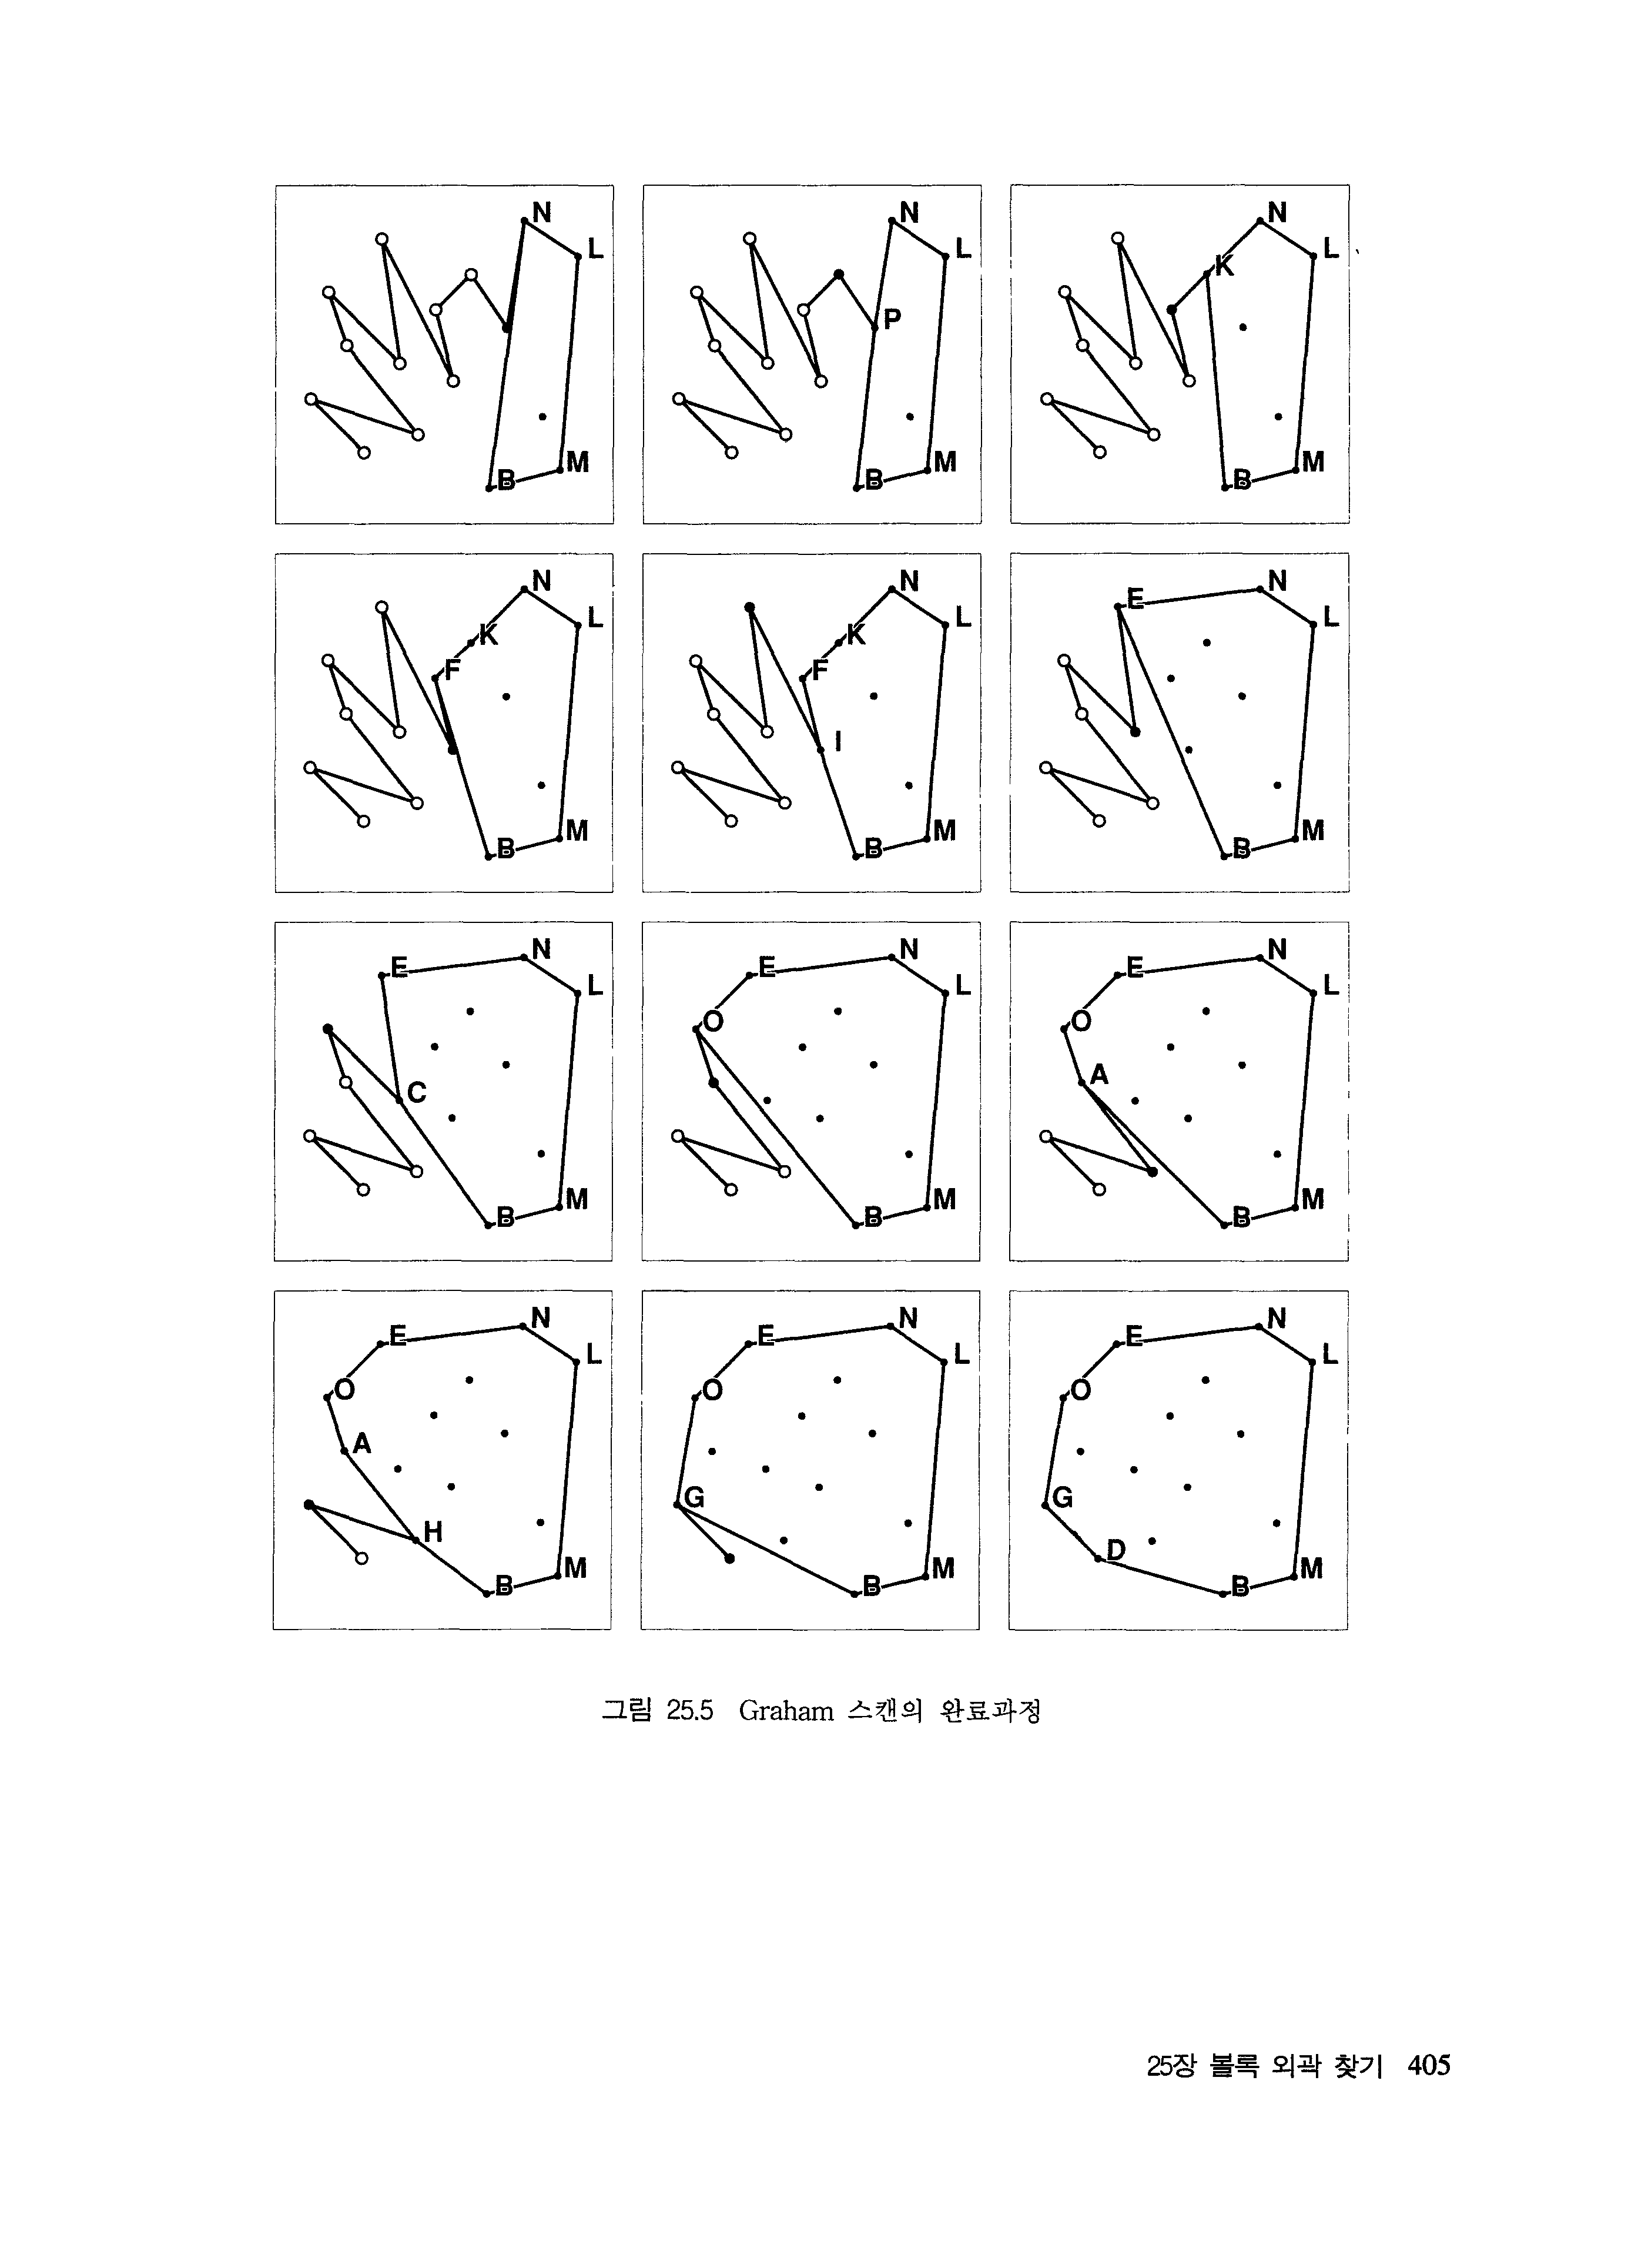 N N N
L L L
K
P
M M M
B B B
N N N
E
L L L
K K
F F
I
M M M
B B B
N N N
E E E
L L L
O O
A
C
M M M
B B B
N N N
E E E
L L L
O O O
A
G G
H
D
M M M
B B B
그림 25.5 Graham 스캔의 완료과정
25장 볼록 외곽 찾기 405